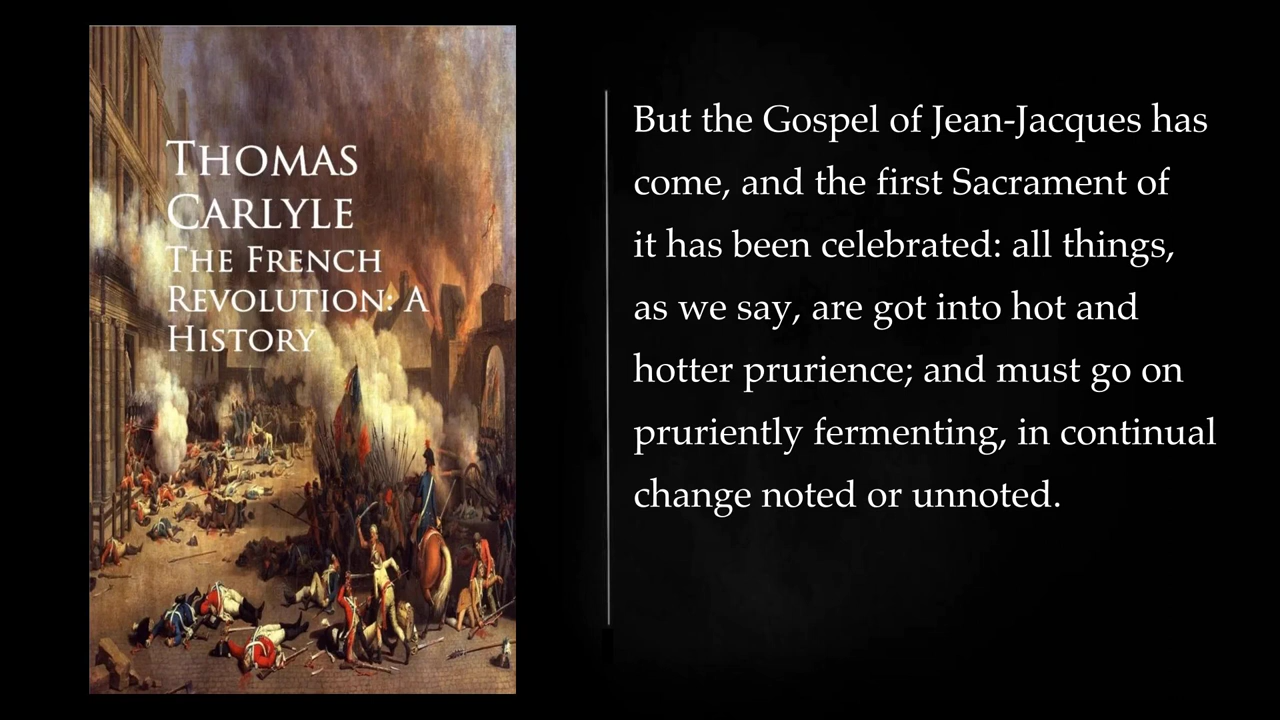 THOMAS
CARLYLE
THE FRENCH
REVOLUTION: A
HISTORY
But the Gospel of Jean-Jacques has
come, and the first Sacrament of
it has been celebrated: all things,
as we say, are got into hot and
hotter prurience; and must go on
pruriently fermenting, in continual
change noted or unnoted.